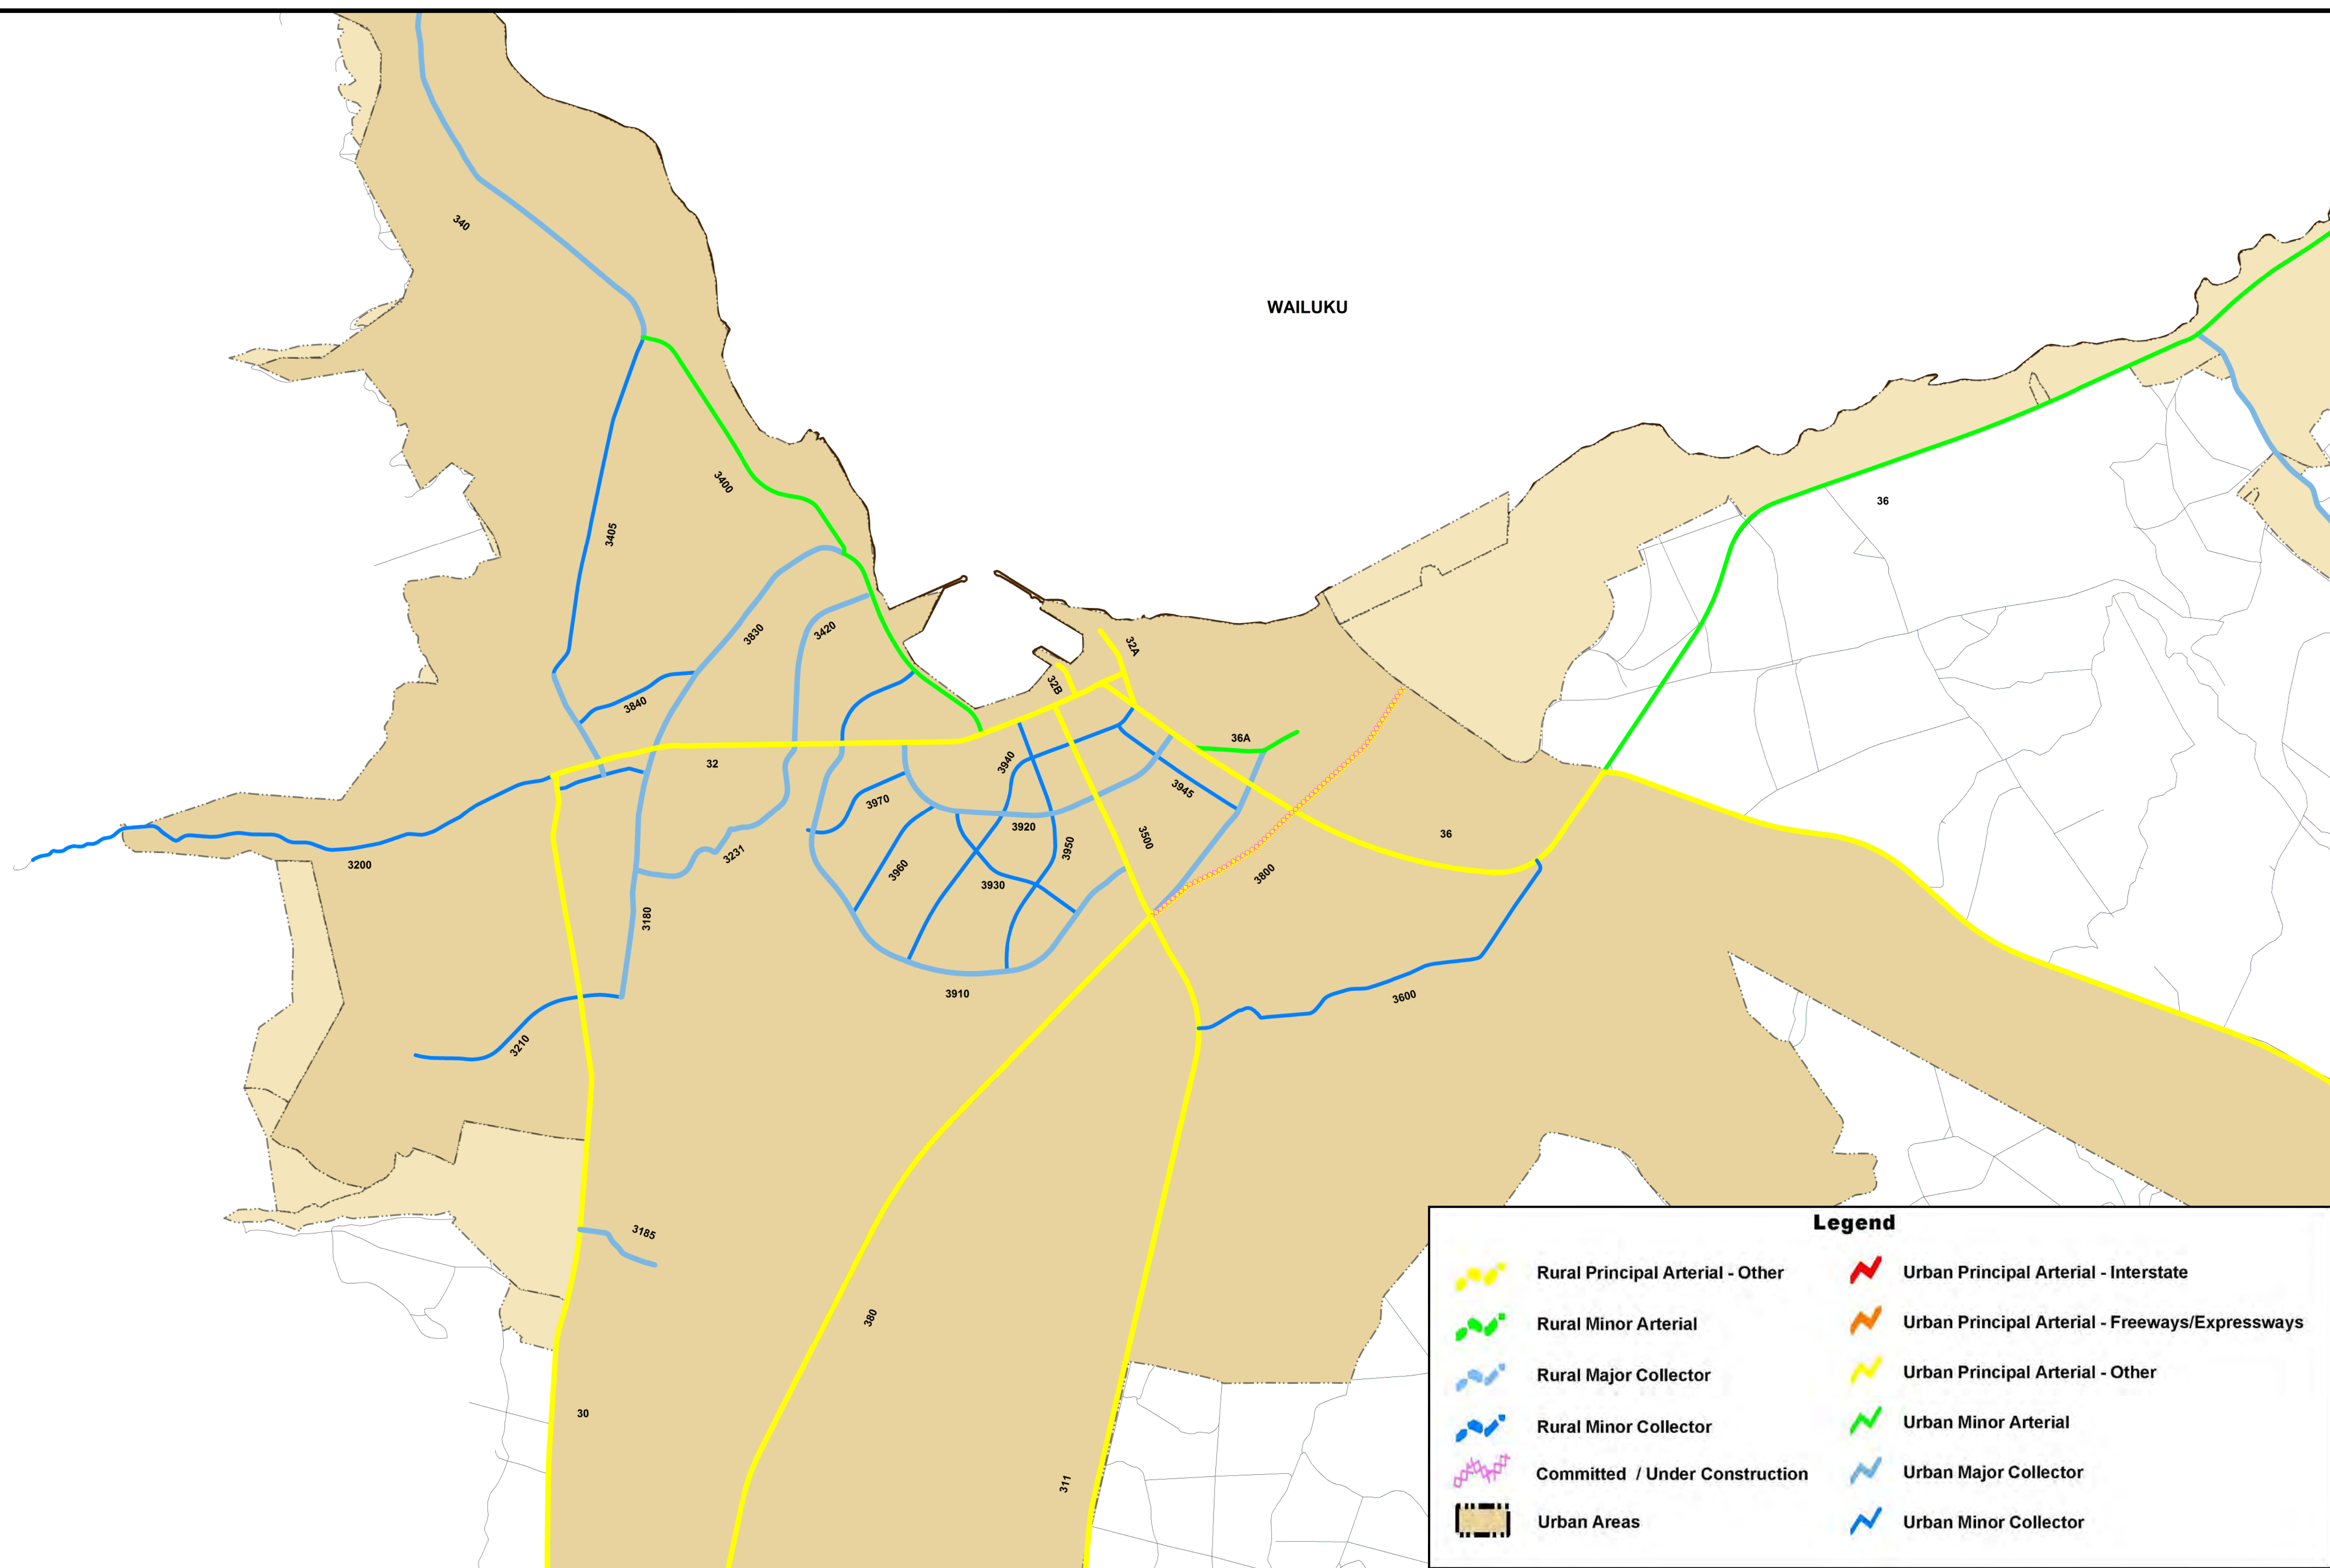 340
WAILUKU
3400
36
3405
3830
3420
32A
32B
3840
36A
32
3940
3945
3970
3920
3500
36
3950
3231
3200
3960
3930
3800
3180
3910
3600
3210
3185
380
30
311
Legend
Rural Principal Arterial - Other
Rural Minor Arterial
Rural Major Collector
Rural Minor Collector
Committed / Under Construction
Urban Areas
Urban Principal Arterial - Interstate
Urban Principal Arterial - Freeways/Expressways
Urban Principal Arterial - Other
Urban Minor Arterial
Urban Major Collector
Urban Minor Collector